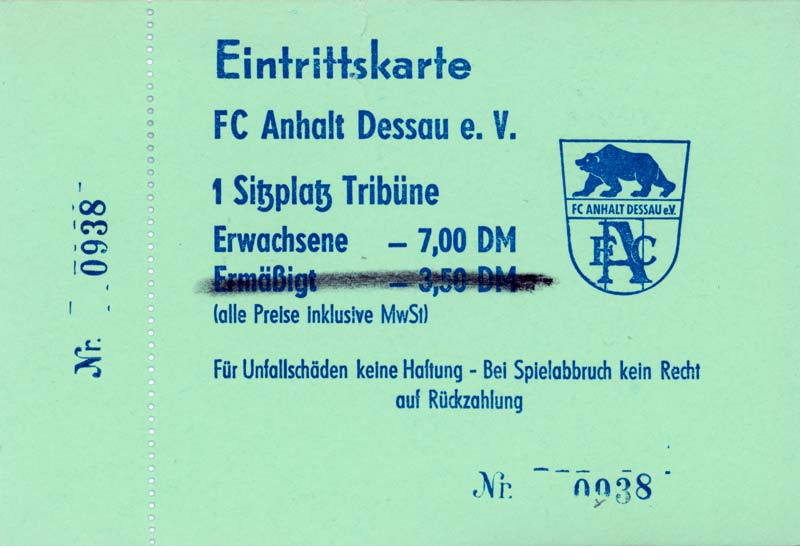 Eintrittskarte
FC Anhalt Dessau e. V.
1 Sitzplatz Tribüne
Erwachsene – 7,00 DM
Ermäßigt – 3,50 DM
(alle Preise inklusive MwSt)
FC ANHALT DESSAU e.V.
AFC
Für Unfallschäden keine Haftung - Bei Spielabbruch kein Recht
auf Rückzahlung
Nr. 0938
Nr. 0938